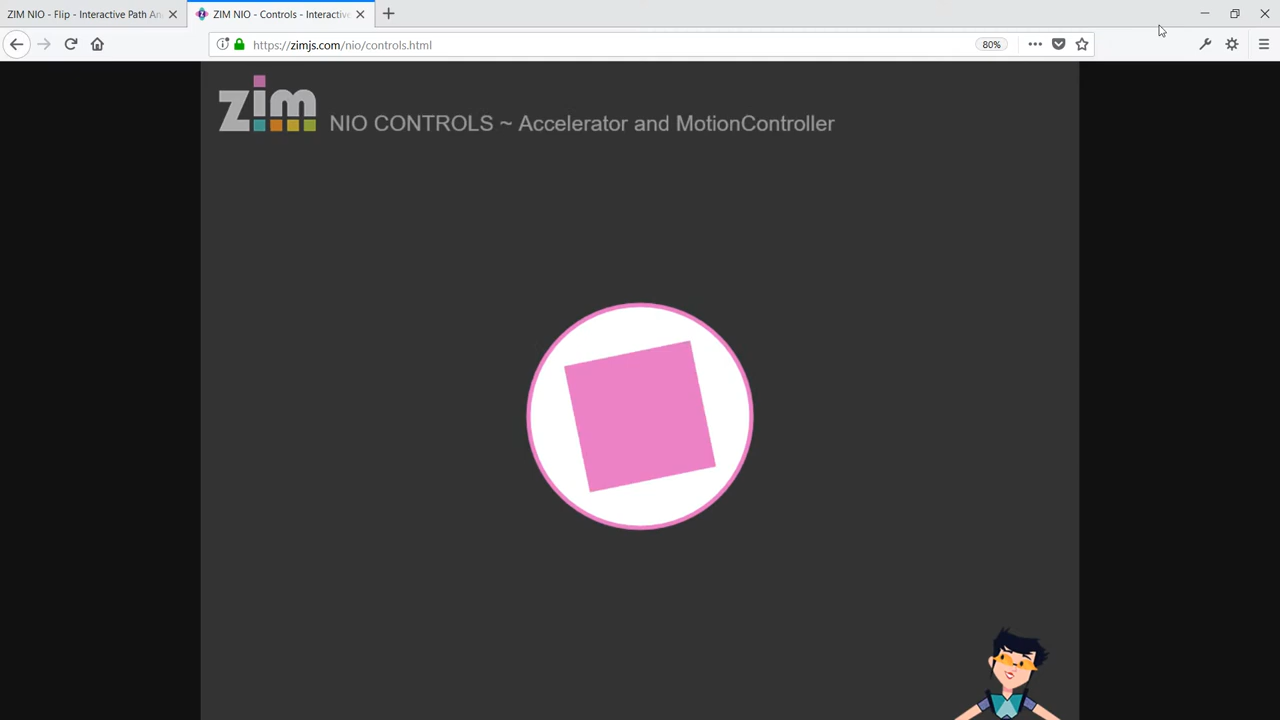 ZIM NIO - Flip - Interactive Path An
ZIM NIO - Controls - Interactive
https://zimjs.com/nio/controls.html
80%
zim
NIO CONTROLS ~ Accelerator and MotionController